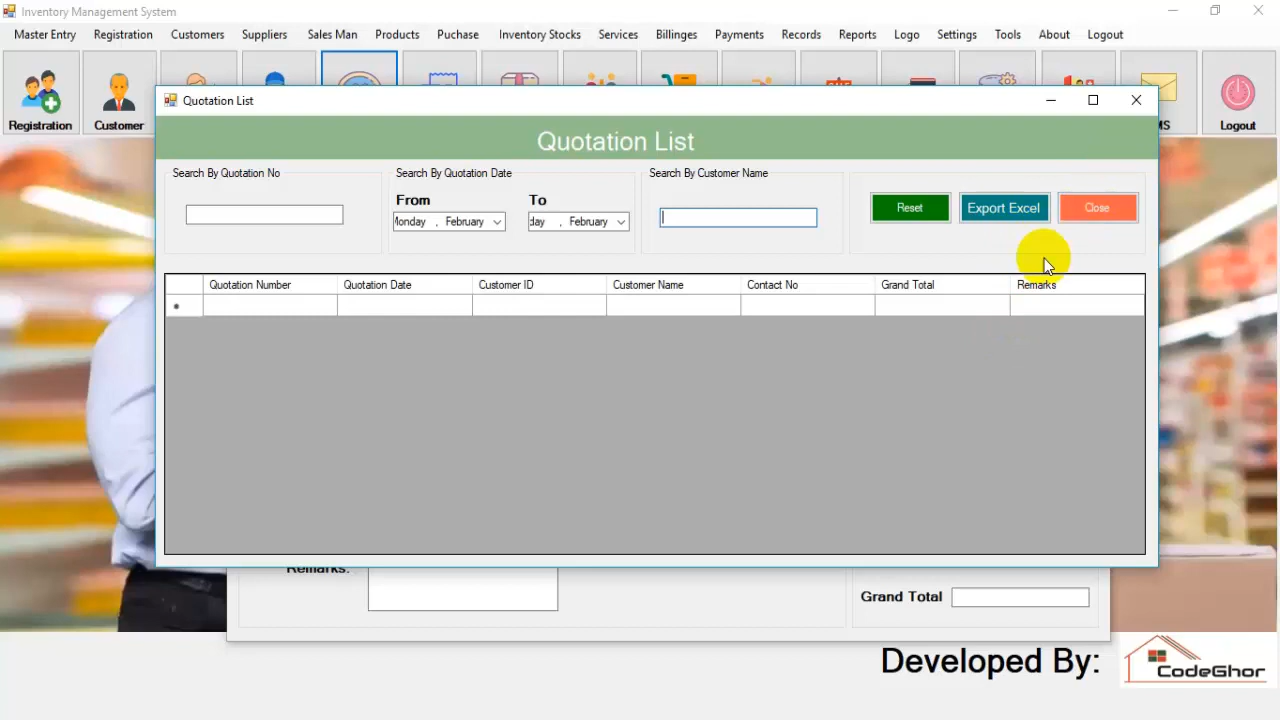 Inventory Management System
Master Entry Registration Customers Suppliers Sales Man Products Puchase Inventory Stocks Services Billinges Payments Records Reports Logo Settings Tools About Logout
Registration Customer Logout
Quotation List
Quotation List
Search By Quotation No Search By Quotation Date Search By Customer Name
From To
, February , February
Reset Export Excel Close
Quotation Number Quotation Date Customer ID Customer Name Contact No Grand Total Remarks
Remarks:
Grand Total
Developed By:
CodeGhor